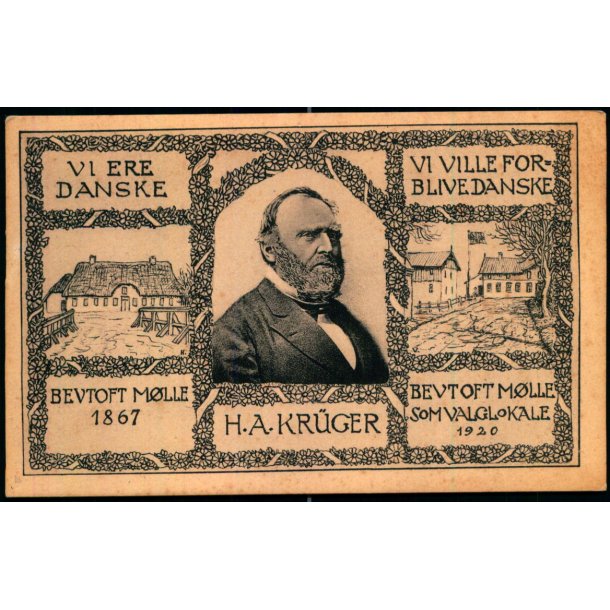 VI ERE
DANSKE
VI VILLE FOR=
BLIVE DANSKE
BEVTOFT MØLLE
1867
H.A. KRÜGER
BEVTOFT MØLLE
SOM VALGLOKALE
1920